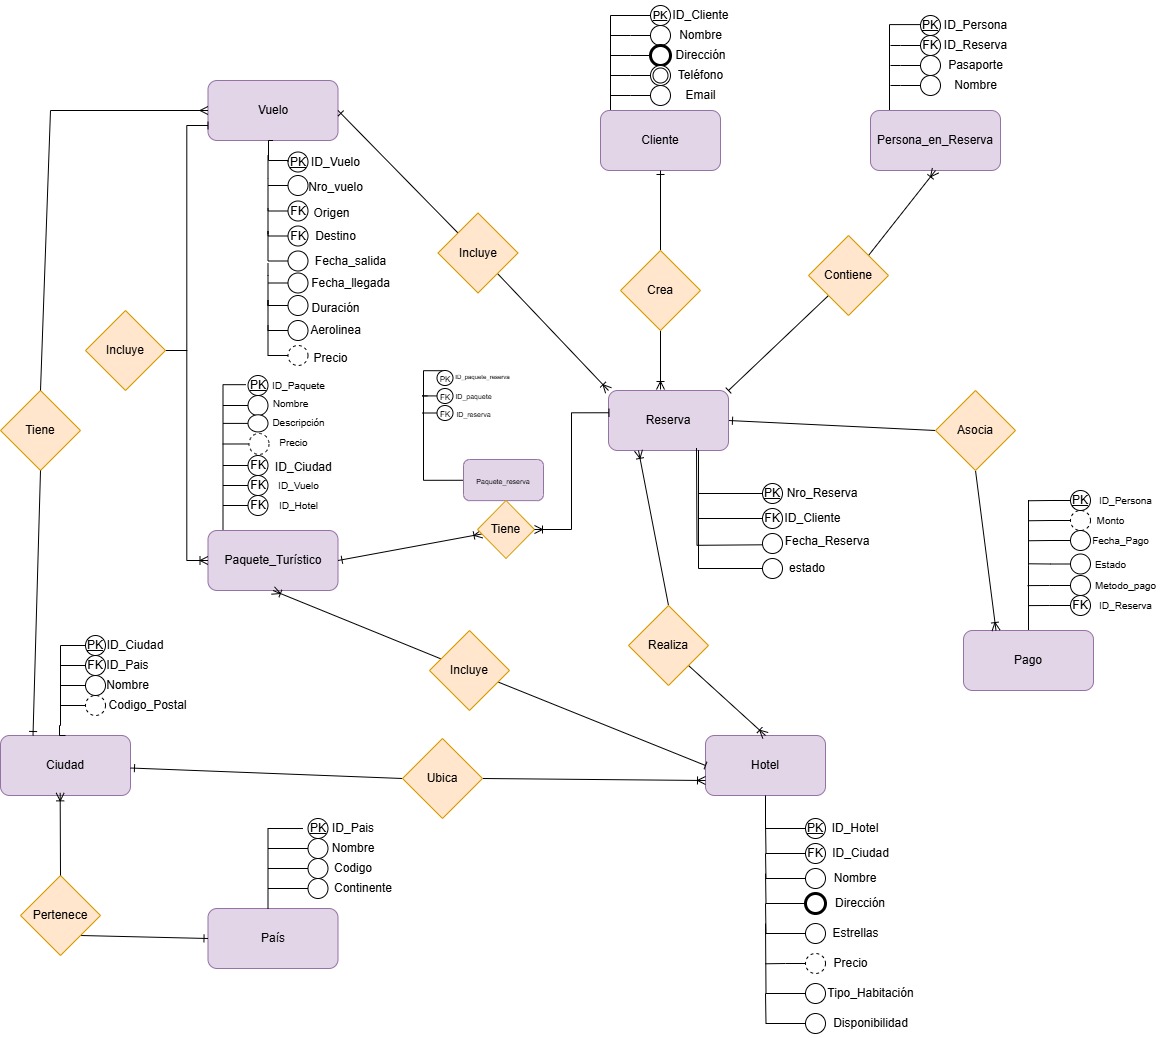 PK ID_Cliente
Nombre
Dirección
Teléfono
Email
Cliente
PK ID_Persona
FK ID_Reserva
Pasaporte
Nombre
Persona_en_Reserva
Vuelo
PK ID_Vuelo
Nro_vuelo
FK Origen
FK Destino
Fecha_salida
Fecha_llegada
Duración
Aerolinea
Precio
Incluye
Crea
Contiene
Incluye
Tiene
PK ID_Paquete
Nombre
Descripción
Precio
FK ID_Ciudad
FK ID_Vuelo
FK ID_Hotel
Paquete_Turístico
PK ID_paquete_reserva
FK ID_paquete
FK ID_reserva
Paquete_reserva
Tiene
Reserva
PK Nro_Reserva
FK ID_Cliente
Fecha_Reserva
estado
Asocia
PK ID_Persona
Monto
Fecha_Pago
Estado
Metodo_pago
FK ID_Reserva
Pago
Incluye
Realiza
PK ID_Ciudad
FK ID_Pais
Nombre
Codigo_Postal
Ciudad
Ubica
Hotel
PK ID_Hotel
FK ID_Ciudad
Nombre
Dirección
Estrellas
Precio
Tipo_Habitación
Disponibilidad
Pertenece
PK ID_Pais
Nombre
Codigo
Continente
País